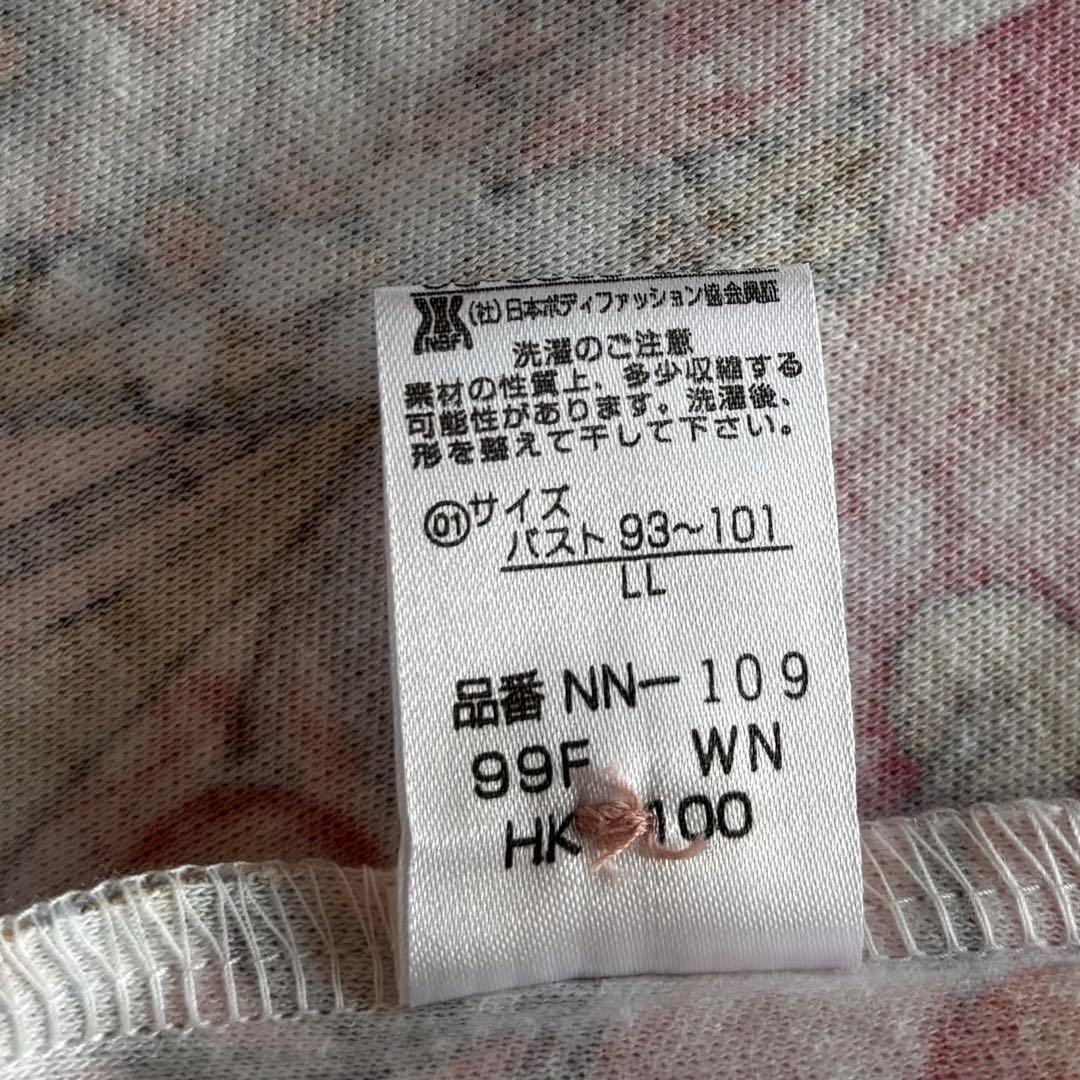 NBF (社)日本ボディファッション協会興証
洗濯のご注意
素材の性質上、多少収縮する
可能性があります。洗濯後、
形を整えて干して下さい。
01 サイズ
バスト 93〜101
LL
品番 NN-109
99F WN
HK 100